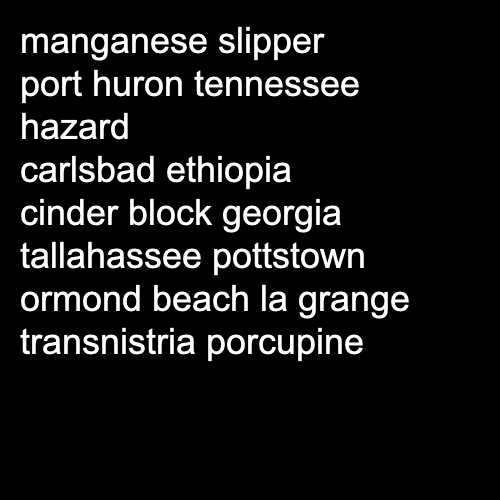 manganese slipper
port huron tennessee
hazard
carlsbad ethiopia
cinder block georgia
tallahassee pottstown
ormond beach la grange
transnistria porcupine